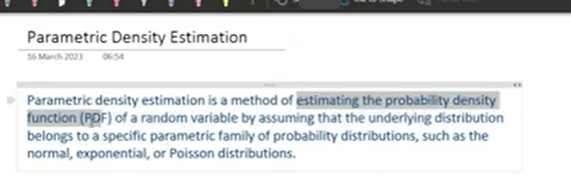 Parametric Density Estimation
16 March 2023 06:54
Parametric density estimation is a method of estimating the probability density
function (PDF) of a random variable by assuming that the underlying distribution
belongs to a specific parametric family of probability distributions, such as the
normal, exponential, or Poisson distributions.